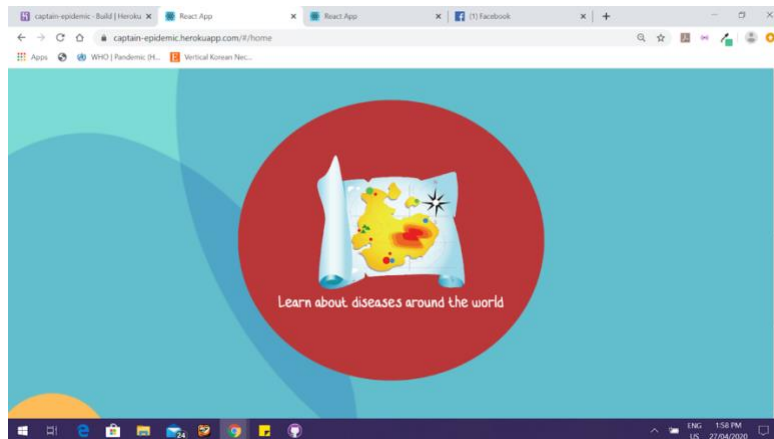 captain-epidemic - Build | Heroku
React App
React App
(1) Facebook
captain-epidemic.herokuapp.com/#/home
Apps
WHO | Pandemic (H...
Vertical Korean Nec...
Learn about diseases around the world
24
ENG
1:58 PM
US
27/04/2020